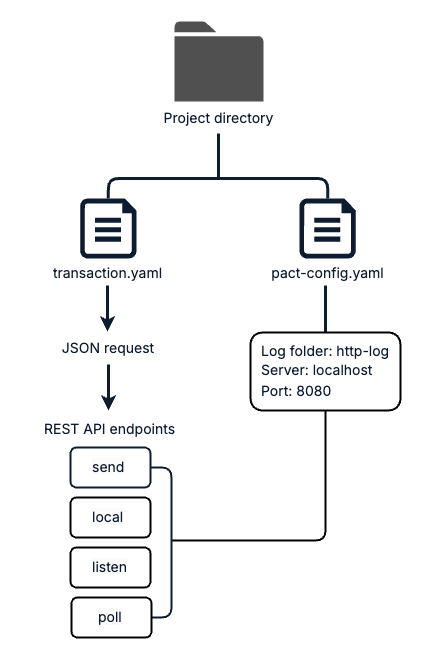 Project directory
transaction.yaml
pact-config.yaml
JSON request
Log folder: http-log
Server: localhost
Port: 8080
REST API endpoints
send
local
listen
poll